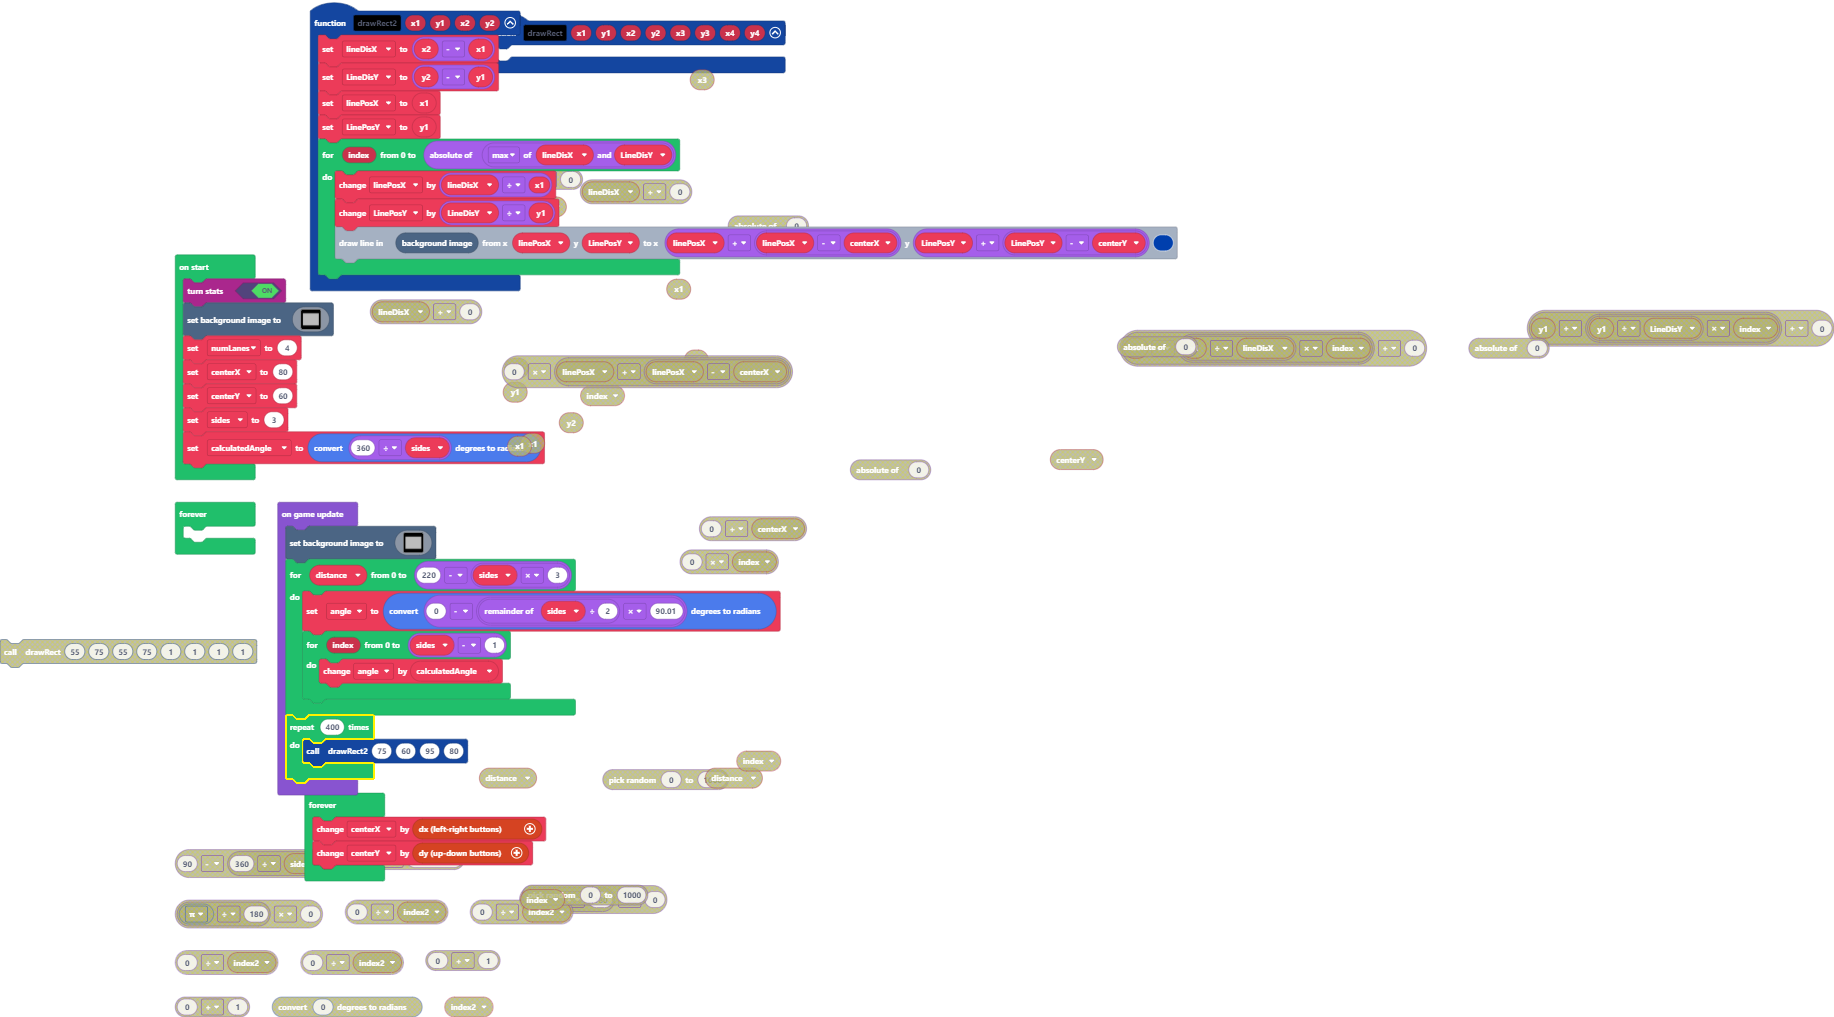 function drawRect2 x1 y1 x2 y2
drawRect x1 y1 x2 y2 x3 y3 x4 y4
set lineDisX to x2 - x1
set LineDisY to y2 - y1
x3
set linePosX to x1
set LinePosY to y1
for index from 0 to absolute of max of lineDisX and LineDisY
do
change linePosX by lineDisX ÷ x1
0
lineDisX ÷ 0
change LinePosY by LineDisY ÷ y1
draw line in background image from x linePosX y LinePosY to x linePosX + linePosX - centerX y LinePosY + LinePosY - centerY
on start
turn stats ON
x1
set background image to
lineDisX + 0
set numLanes to 4
set centerX to 80
set centerY to 60
set sides to 3
set calculatedAngle to convert 360 ÷ sides degrees to rad
x1
0 × linePosX + linePosX - centerX
y1
index
y2
absolute of 0
+ lineDisX × index + 0
absolute of 0
y1 + y1 + LineDisY × index + 0
absolute of 0
centerY
forever
on game update
set background image to
0 + centerX
0 × index
for distance from 0 to 220 - sides × 3
do
set angle to convert 0 - remainder of sides ÷ 2 × 90.01 degrees to radians
for index from 0 to sides - 1
do
change angle by calculatedAngle
call drawRect 55 75 55 75 1 1 1 1
repeat 400 times
do
call drawRect2 75 60 95 80
distance
pick random 0 to
distance
index
forever
change centerX by dx (left-right buttons)
change centerY by dy (up-down buttons)
90 - 360 ÷ side
π ÷ 180 × 0
0 + index2
0 + index2
index
0 to 1000
0
0 + index2
0 + index2
0 + 1
0 + 1
convert 0 degrees to radians
index2